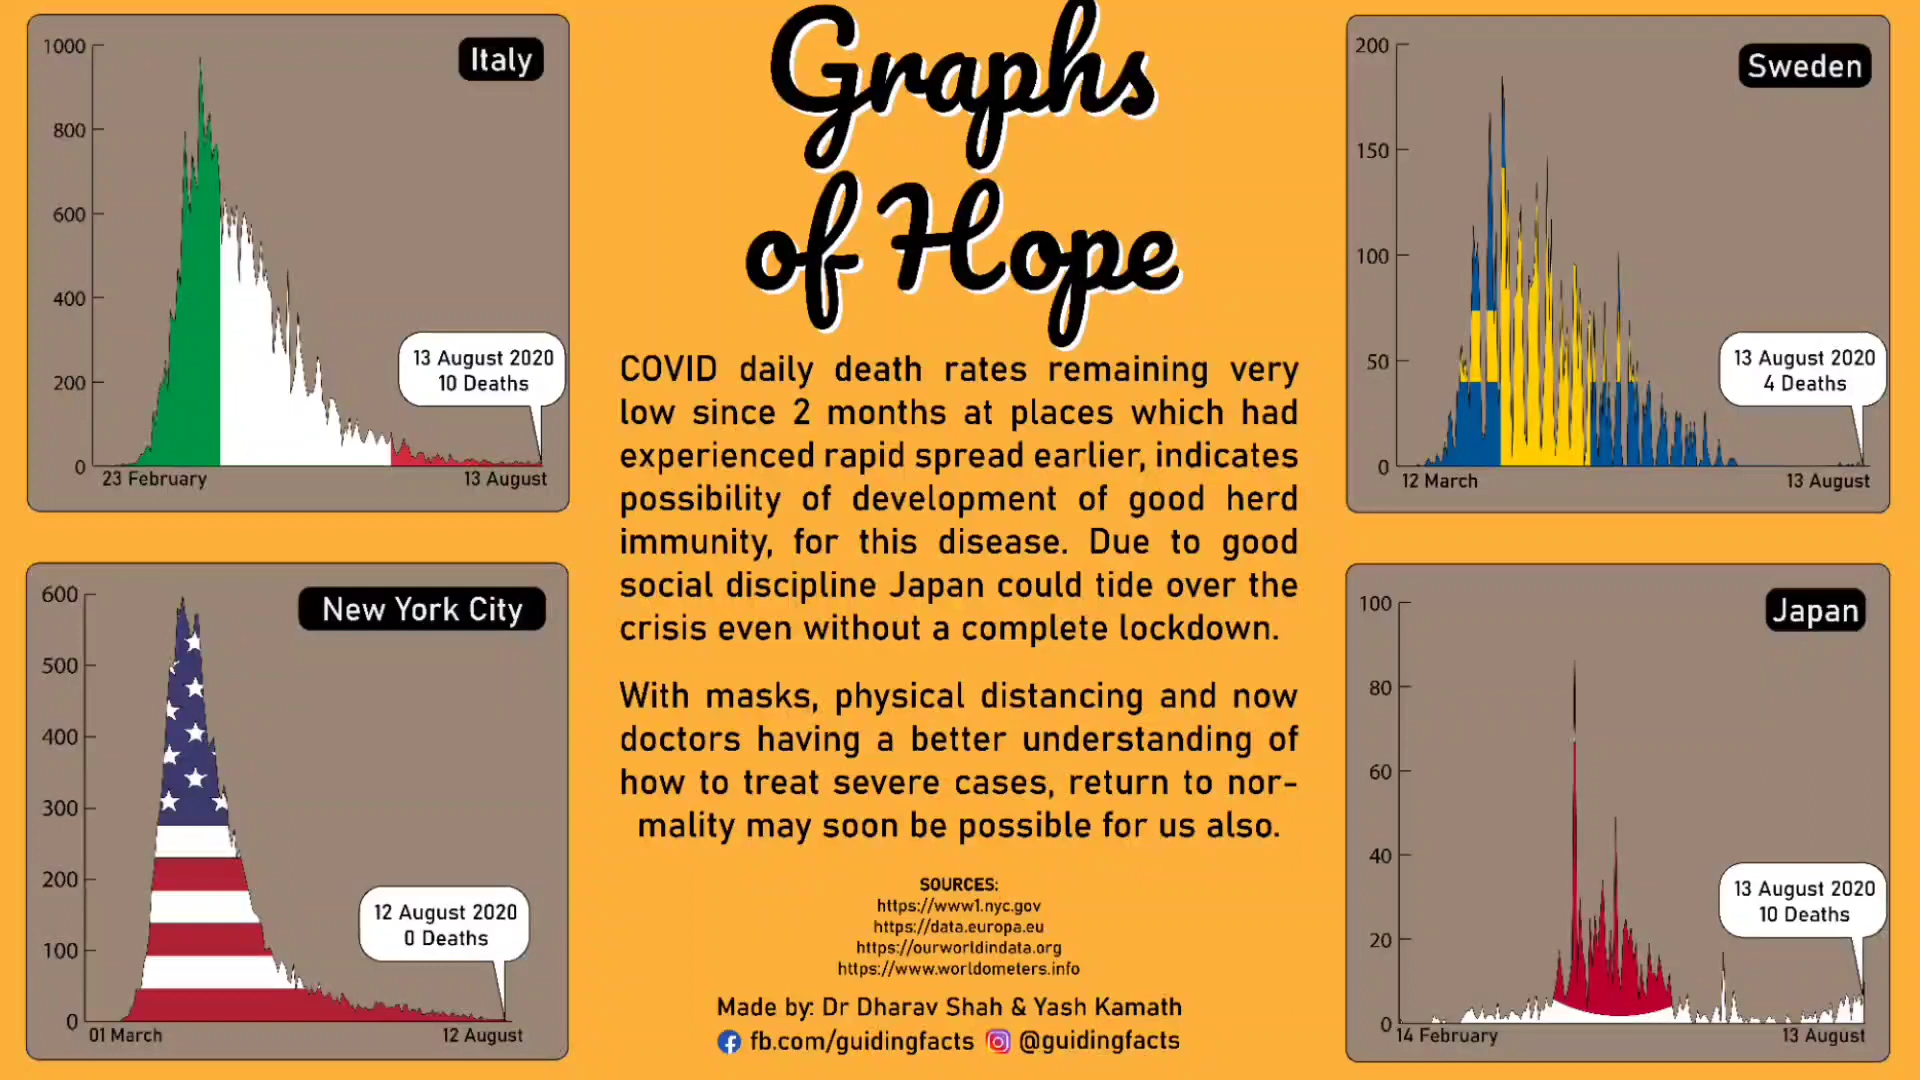 Graphs
of Hope
COVID daily death rates remaining very
low since 2 months at places which had
experienced rapid spread earlier, indicates
possibility of development of good herd
immunity, for this disease. Due to good
social discipline Japan could tide over the
crisis even without a complete lockdown.
With masks, physical distancing and now
doctors having a better understanding of
how to treat severe cases, return to nor-
mality may soon be possible for us also.
SOURCES:
https://www1.nyc.gov
https://data.europa.eu
https://ourworldindata.org
https://www.worldometers.info
Made by: Dr Dharav Shah & Yash Kamath
fb.com/guidingfacts @guidingfacts
Italy
1000
800
600
400
200
0
13 August 2020
10 Deaths
23 February 13 August
Sweden
200
150
100
50
0
13 August 2020
4 Deaths
12 March 13 August
New York City
600
500
400
300
200
100
0
12 August 2020
0 Deaths
01 March 12 August
Japan
100
80
60
40
20
0
13 August 2020
10 Deaths
14 February 13 August